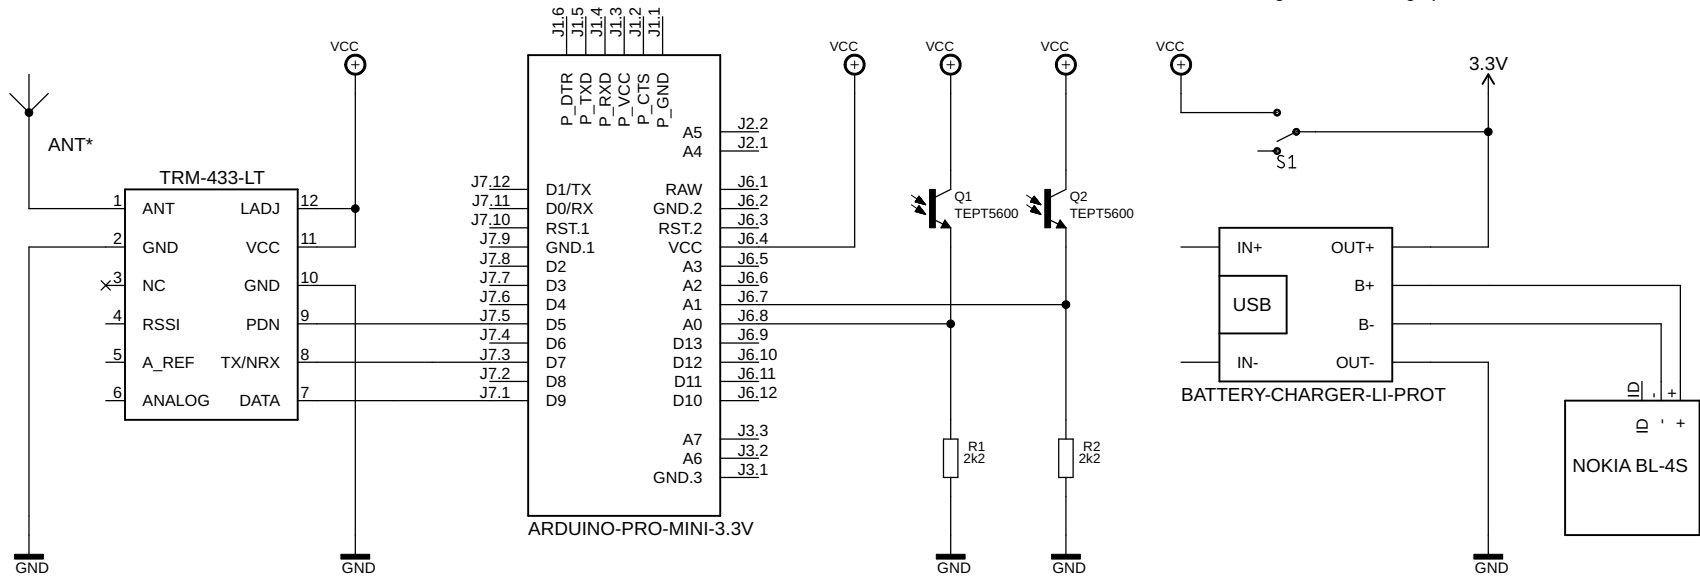 VCC
ANT*
TRM-433-LT
1 ANT
2 GND
3 NC
4 RSSI
5 A_REF
6 ANALOG
LADJ 12
VCC 11
GND 10
PDN 9
TX/NRX 8
DATA 7
GND
GND
J1.6
J1.5
J1.4
J1.3
J1.2
J1.1
P_DTR
P_TXD
P_RXD
P_VCC
P_CTS
P_GND
J7.12 D1/TX
J7.11 D0/RX
J7.10 RST.1
J7.9 GND.1
J7.8 D2
J7.7 D3
J7.6 D4
J7.5 D5
J7.4 D6
J7.3 D7
J7.2 D8
J7.1 D9
A5 J2.2
A4 J2.1
RAW J6.1
GND.2 J6.2
RST.2 J6.3
VCC J6.4
A3 J6.5
A2 J6.6
A1 J6.7
A0 J6.8
D13 J6.9
D12 J6.10
D11 J6.11
D10 J6.12
A7 J3.3
A6 J3.2
GND.3 J3.1
ARDUINO-PRO-MINI-3.3V
VCC
VCC
Q1
TEPT5600
R1
2k2
GND
VCC
Q2
TEPT5600
R2
2k2
GND
VCC
S1
3.3V
IN+
USB
IN-
OUT+
B+
B-
OUT-
BATTERY-CHARGER-LI-PROT
GND
ID - +
ID - +
NOKIA BL-4S